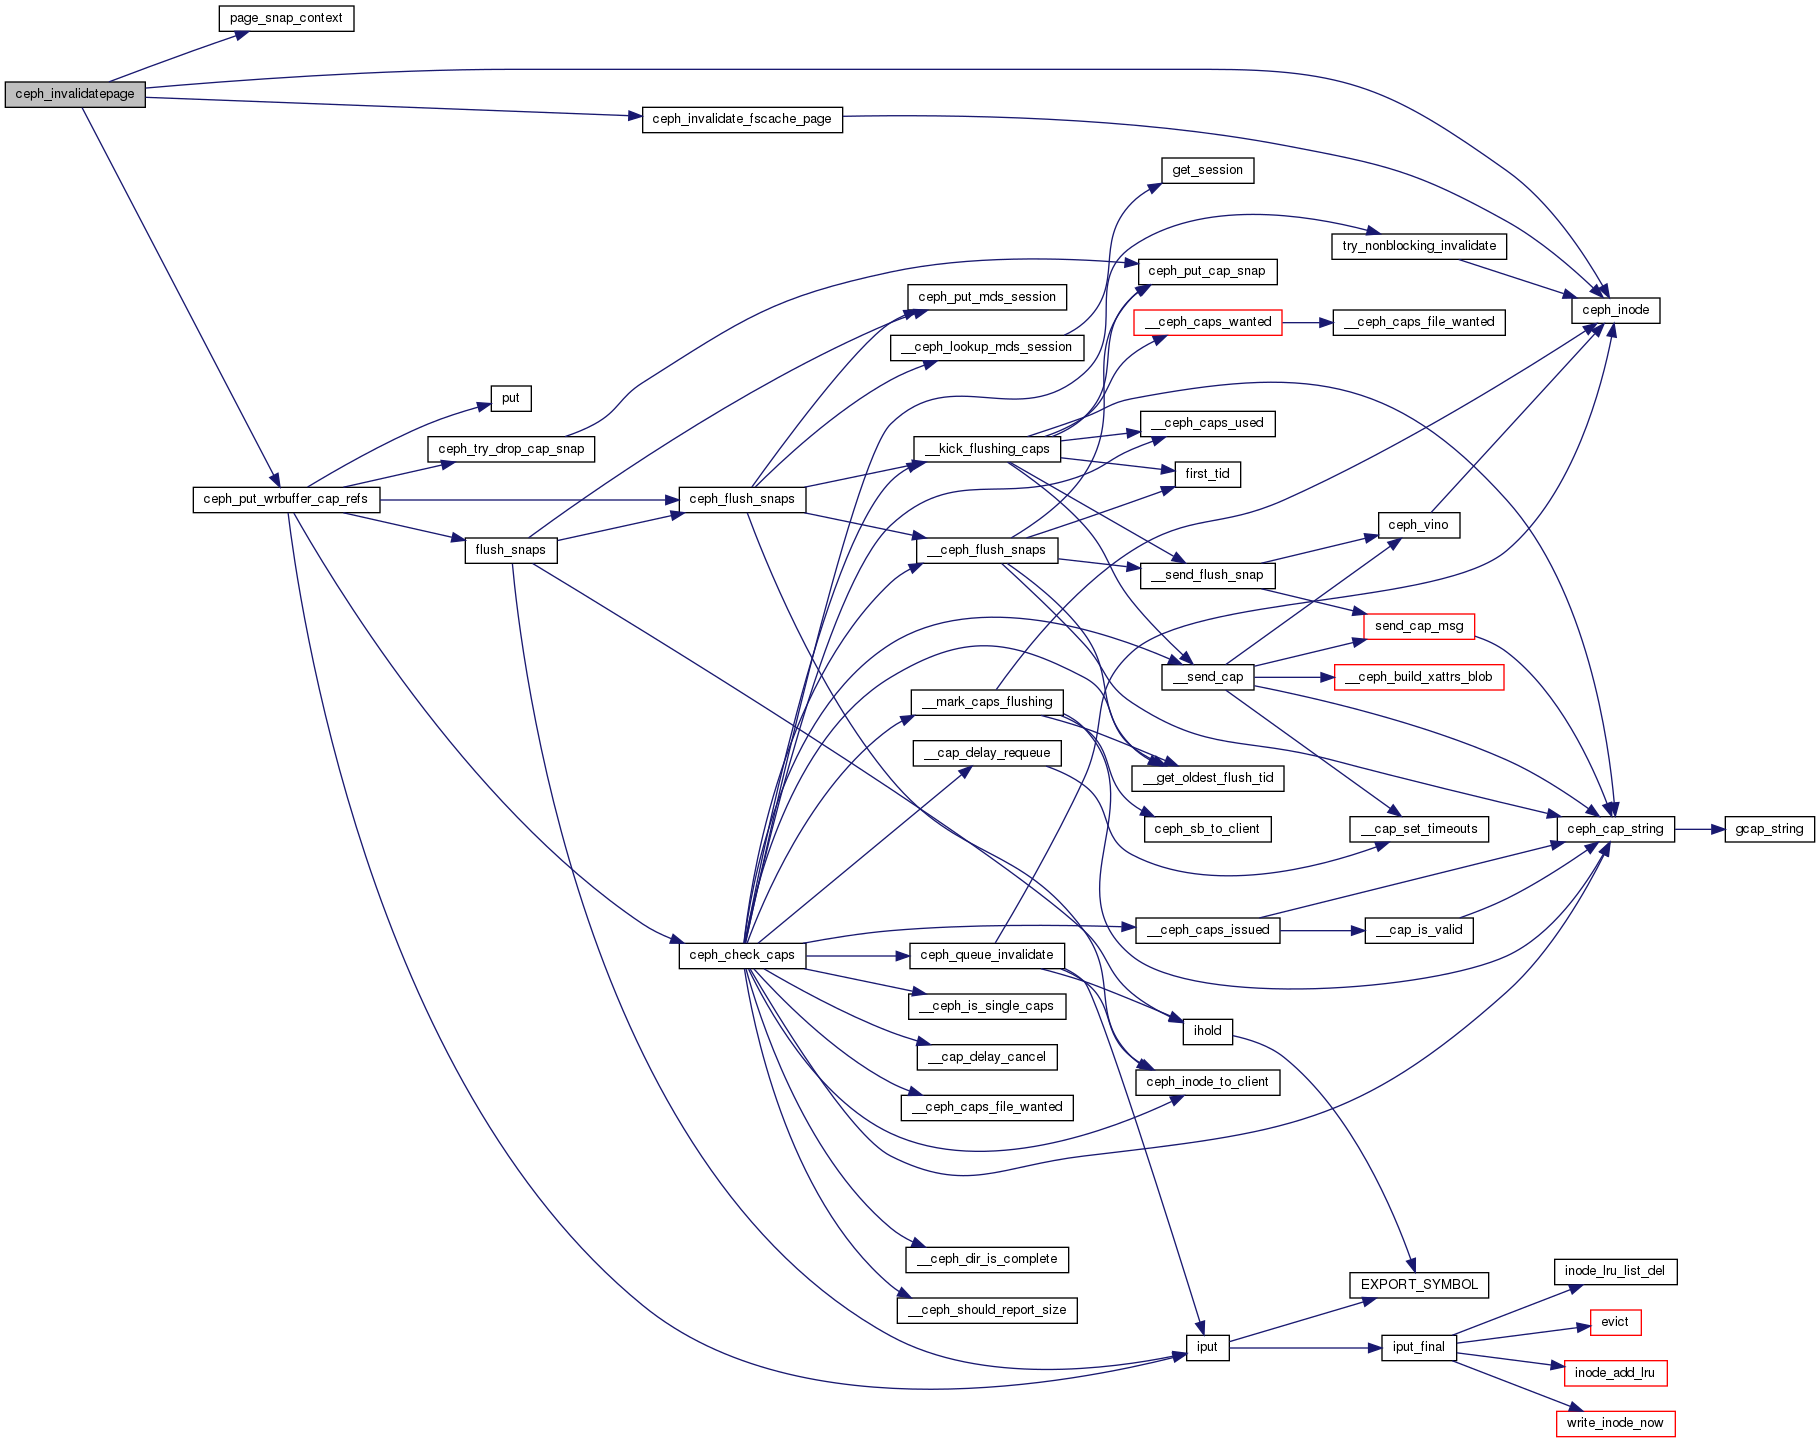 page_snap_context
ceph_invalidatepage
ceph_invalidate_fscache_page
get_session
try_nonblocking_invalidate
ceph_put_cap_snap
ceph_put_mds_session
ceph_inode
__ceph_caps_wanted
__ceph_caps_file_wanted
__ceph_lookup_mds_session
put
__ceph_caps_used
ceph_try_drop_cap_snap
__kick_flushing_caps
first_tid
ceph_put_wrbuffer_cap_refs
ceph_flush_snaps
ceph_vino
flush_snaps
__ceph_flush_snaps
__send_flush_snap
send_cap_msg
__send_cap
__ceph_build_xattrs_blob
__mark_caps_flushing
__cap_delay_requeue
__get_oldest_flush_tid
ceph_sb_to_client
__cap_set_timeouts
ceph_cap_string
gcap_string
__ceph_caps_issued
__cap_is_valid
ceph_check_caps
ceph_queue_invalidate
__ceph_is_single_caps
ihold
__cap_delay_cancel
ceph_inode_to_client
__ceph_caps_file_wanted
__ceph_dir_is_complete
inode_lru_list_del
EXPORT_SYMBOL
__ceph_should_report_size
evict
iput
iput_final
inode_add_lru
write_inode_now